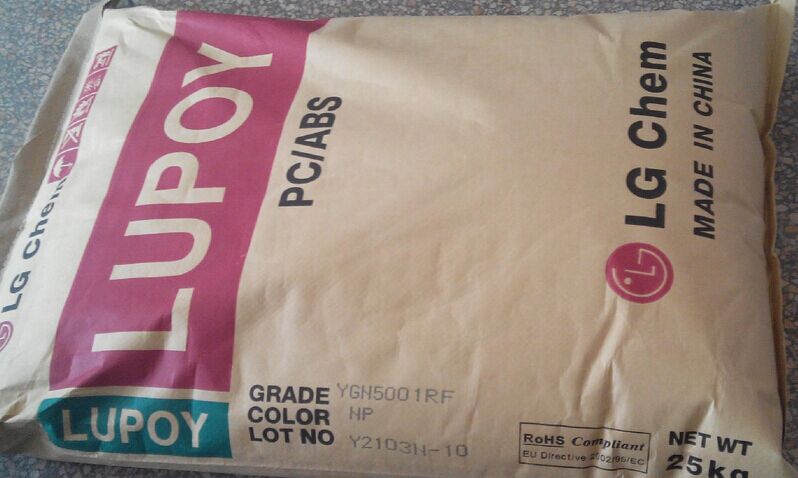 LG Chem
LUPOY
PC/ABS
LG Chem
MADE IN CHINA
LUPOY
GRADE YGN5001RF
COLOR NP
LOT NO Y2103N-10
RoHS Compliant
EU Directive 2002/95/EC
NET WT
25kg